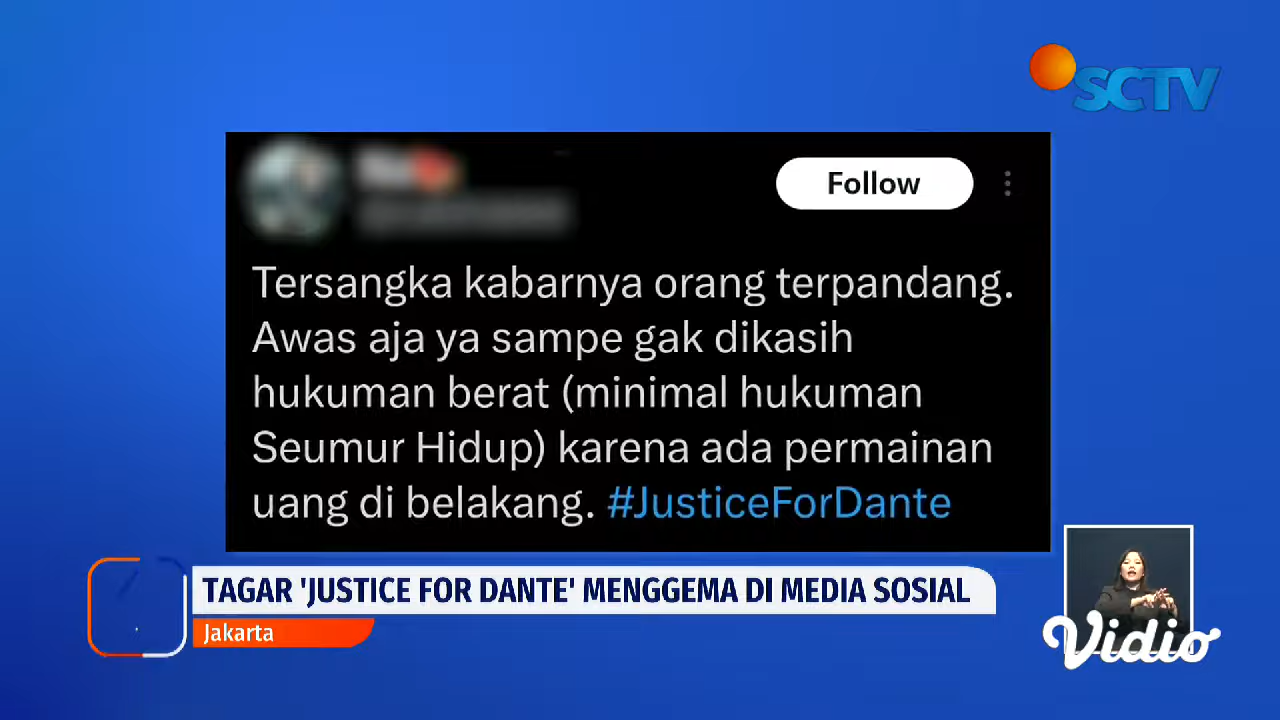 SCTV
Follow
Tersangka kabarnya orang terpandang.
Awas aja ya sampe gak dikasih
hukuman berat (minimal hukuman
Seumur Hidup) karena ada permainan
uang di belakang. #JusticeForDante
TAGAR 'JUSTICE FOR DANTE' MENGGEMA DI MEDIA SOSIAL
Jakarta
Vidio